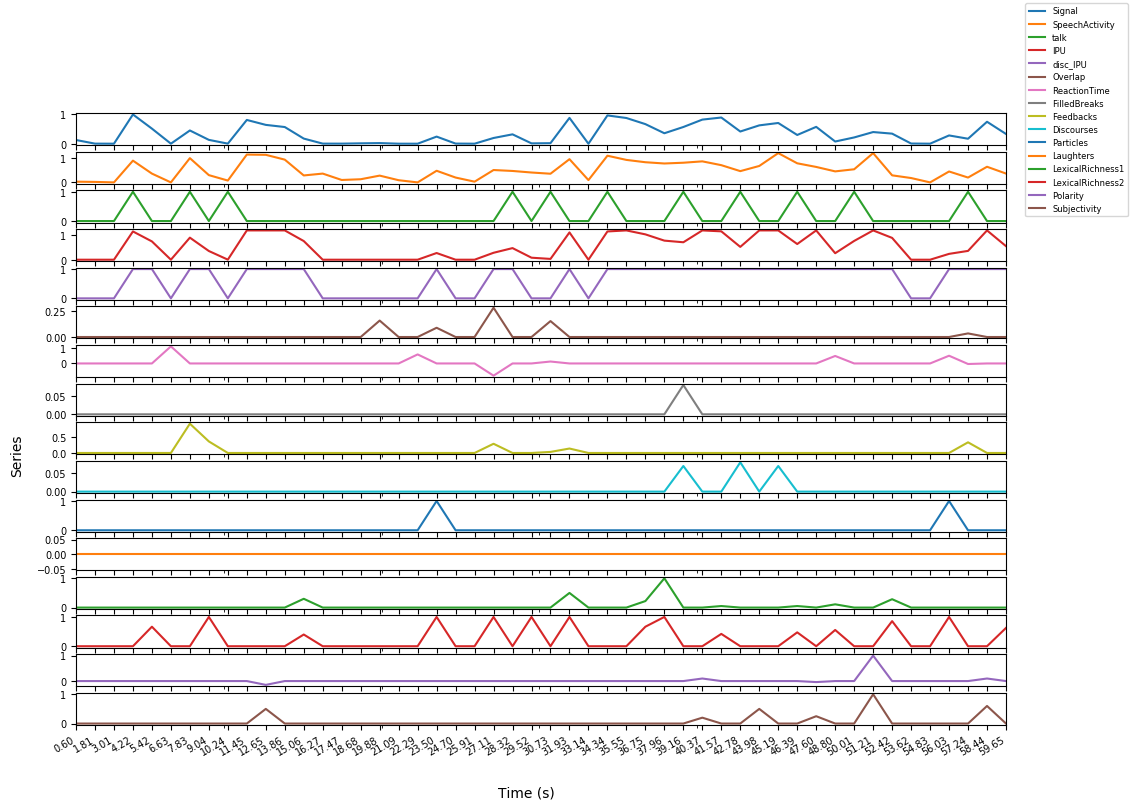 Signal
SpeechActivity
talk
IPU
disc_IPU
Overlap
ReactionTime
FilledBreaks
Feedbacks
Discourses
Particles
Laughters
LexicalRichness1
LexicalRichness2
Polarity
Subjectivity
1
0
1
0
1
0
1
0
1
0
0.25
0.00
1
0
0.05
0.00
0.5
0.0
0.05
0.00
1
0
0.05
0.00
−0.05
1
0
1
0
1
0
1
0
Series
0.60 1.81 3.01 4.22 5.42 6.63 7.83 9.04 10.24 11.45 12.65 13.86 15.06 16.27 17.47 18.68 19.88 21.09 22.29 23.50 24.70 25.91 27.11 28.32 29.52 30.73 31.93 33.14 34.34 35.55 36.75 37.96 39.16 40.37 41.57 42.78 43.98 45.19 46.39 47.60 48.80 50.01 51.21 52.42 53.62 54.83 56.03 57.24 58.44 59.65
Time (s)